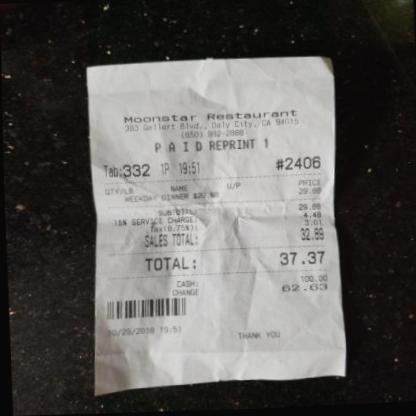 Moonstar Restaurant
383 Gellert Blvd., Daly City, CA 94015
(650) 992-2888
P A I D REPRINT 1
Tab:332 1P 19:51 #2406
QTY/LB NAME U/P PRICE
WEEKDAY DINNER $29.88 29.88
SUBTOTAL: 29.88
15% SERVICE CHARGE: 4.48
Tax(8.75%): 3.01
SALES TOTAL: 32.89
TOTAL: 37.37
CASH: 100.00
CHANGE 62.63
10/29/2018 19:51
THANK YOU